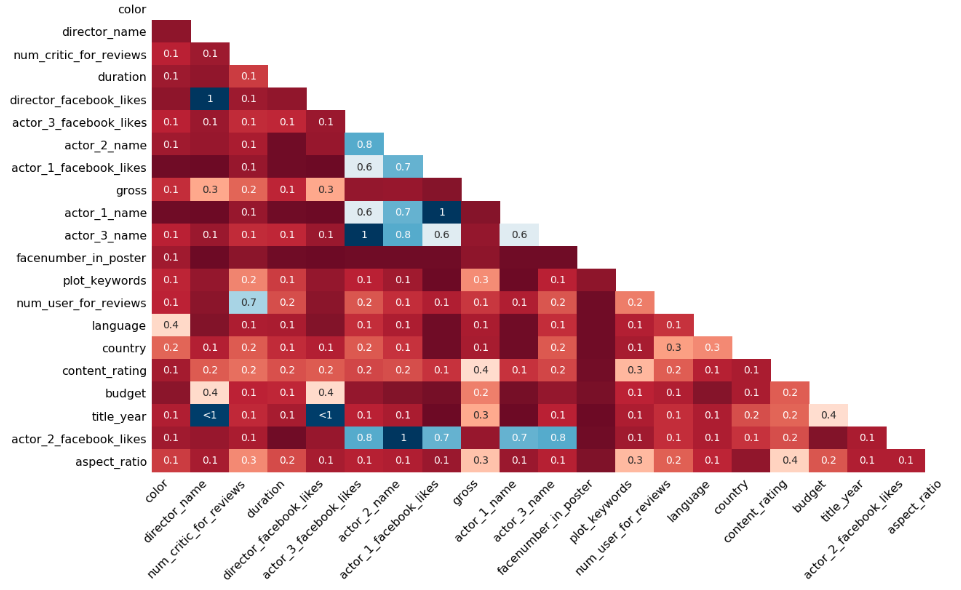 color
director_name
num_critic_for_reviews 0.1 0.1
duration 0.1 0.1
director_facebook_likes 1 0.1
actor_3_facebook_likes 0.1 0.1 0.1 0.1 0.1
actor_2_name 0.1 0.1 0.8
actor_1_facebook_likes 0.1 0.6 0.7
gross 0.1 0.3 0.2 0.1 0.3
actor_1_name 0.1 0.6 0.7 1
actor_3_name 0.1 0.1 0.1 0.1 0.1 1 0.8 0.6 0.6
facenumber_in_poster 0.1
plot_keywords 0.1 0.2 0.1 0.1 0.1 0.3 0.1
num_user_for_reviews 0.1 0.7 0.2 0.2 0.1 0.1 0.1 0.1 0.2 0.2
language 0.4 0.1 0.1 0.1 0.1 0.1 0.1 0.1 0.1
country 0.2 0.1 0.2 0.1 0.1 0.2 0.1 0.1 0.2 0.1 0.3 0.3
content_rating 0.1 0.2 0.2 0.2 0.2 0.2 0.2 0.1 0.4 0.1 0.2 0.3 0.2 0.1 0.1
budget 0.4 0.4 0.2 0.1 0.1 0.1 0.2
title_year 0.1 <1 0.1 0.1 <1 0.1 0.1 0.3 0.1 0.1 0.1 0.1 0.2 0.2 0.4
actor_2_facebook_likes 0.1 0.1 0.8 1 0.7 0.7 0.8 0.1 0.1 0.1 0.1 0.2 0.1
aspect_ratio 0.1 0.1 0.3 0.2 0.1 0.1 0.1 0.1 0.3 0.1 0.1 0.3 0.2 0.1 0.4 0.2 0.1 0.1
color
director_name
num_critic_for_reviews
duration
director_facebook_likes
actor_3_facebook_likes
actor_2_name
actor_1_facebook_likes
gross
actor_1_name
actor_3_name
facenumber_in_poster
plot_keywords
num_user_for_reviews
language
country
content_rating
budget
title_year
actor_2_facebook_likes
aspect_ratio